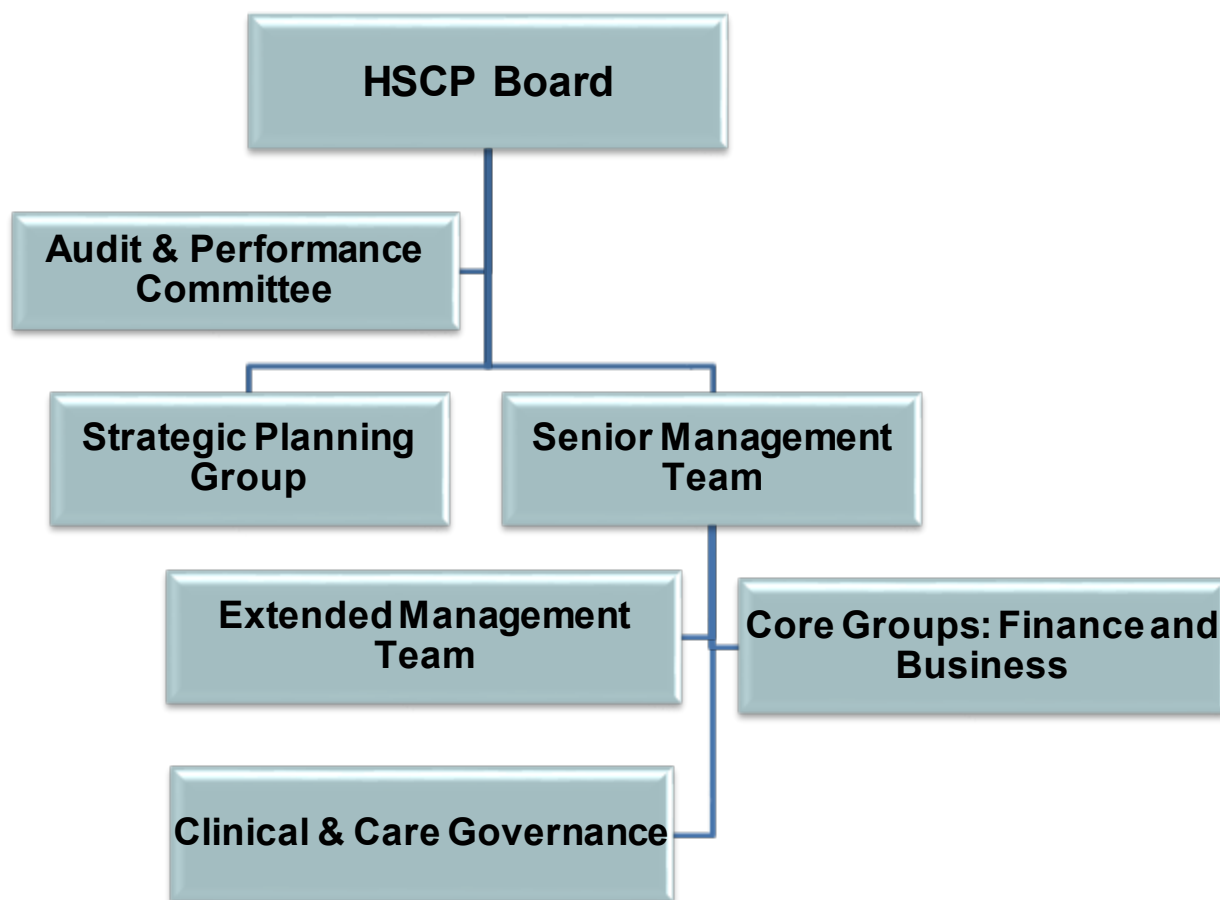 HSCP Board
Audit & Performance
Committee
Strategic Planning
Group
Senior Management
Team
Extended Management
Team
Core Groups: Finance and
Business
Clinical & Care Governance